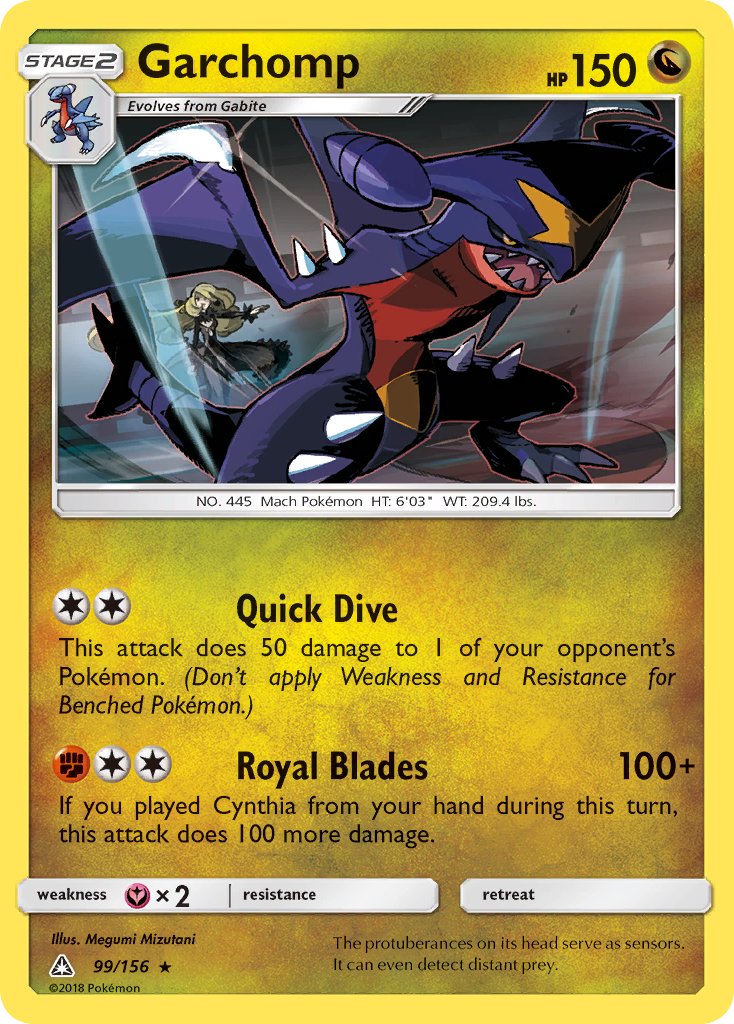 STAGE2
Garchomp
HP 150
Evolves from Gabite
NO. 445 Mach Pokémon HT: 6'03" WT: 209.4 lbs.
Quick Dive
This attack does 50 damage to 1 of your opponent's
Pokémon. (Don't apply Weakness and Resistance for
Benched Pokémon.)
Royal Blades 100+
If you played Cynthia from your hand during this turn,
this attack does 100 more damage.
weakness × 2 resistance retreat
Illus. Megumi Mizutani
99/156 ★
©2018 Pokémon
The protuberances on its head serve as sensors.
It can even detect distant prey.